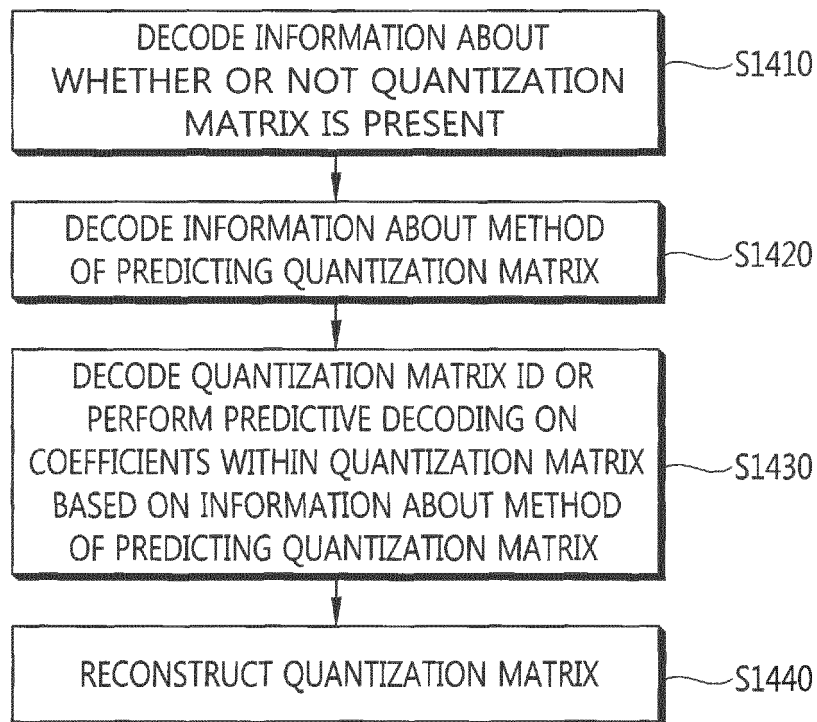 DECODE INFORMATION ABOUT
WHETHER OR NOT QUANTIZATION
MATRIX IS PRESENT
S1410
DECODE INFORMATION ABOUT METHOD
OF PREDICTING QUANTIZATION MATRIX
S1420
DECODE QUANTIZATION MATRIX ID OR
PERFORM PREDICTIVE DECODING ON
COEFFICIENTS WITHIN QUANTIZATION MATRIX
BASED ON INFORMATION ABOUT METHOD
OF PREDICTING QUANTIZATION MATRIX
S1430
RECONSTRUCT QUANTIZATION MATRIX
S1440